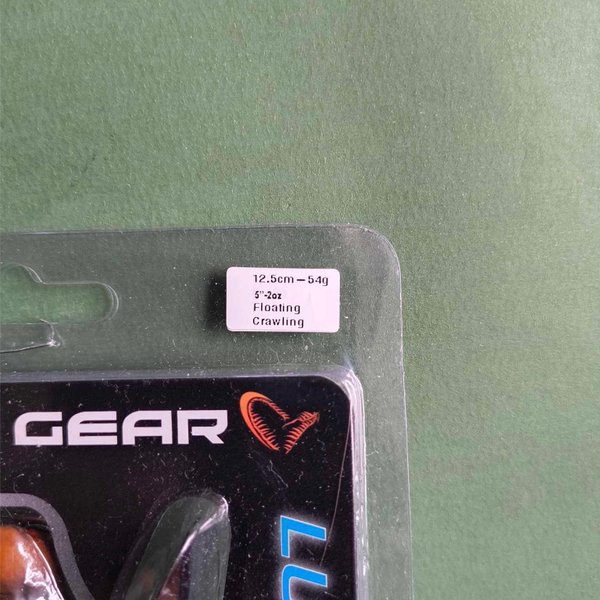 12.5cm—54g
5"-2oz
Floating
Crawling
GEAR